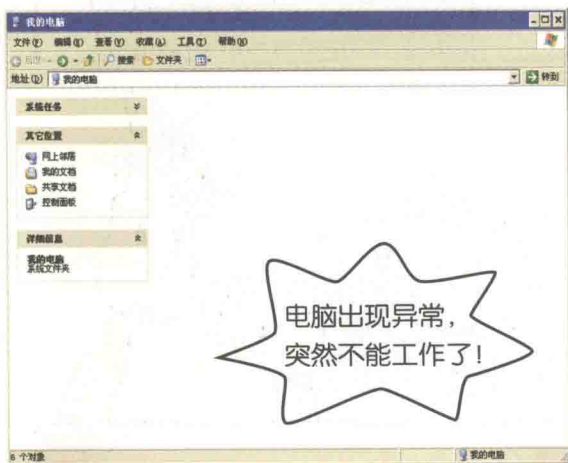 我的电脑
文件(F) 编辑(E) 查看(V) 收藏(A) 工具(T) 帮助(H)
后退 搜索 文件夹
地址(D) 我的电脑 转到
系统任务
其它位置
网上邻居
我的文档
共享文档
控制面板
详细信息
我的电脑
系统文件夹
电脑出现异常，
突然不能工作了！
6 个对象 我的电脑